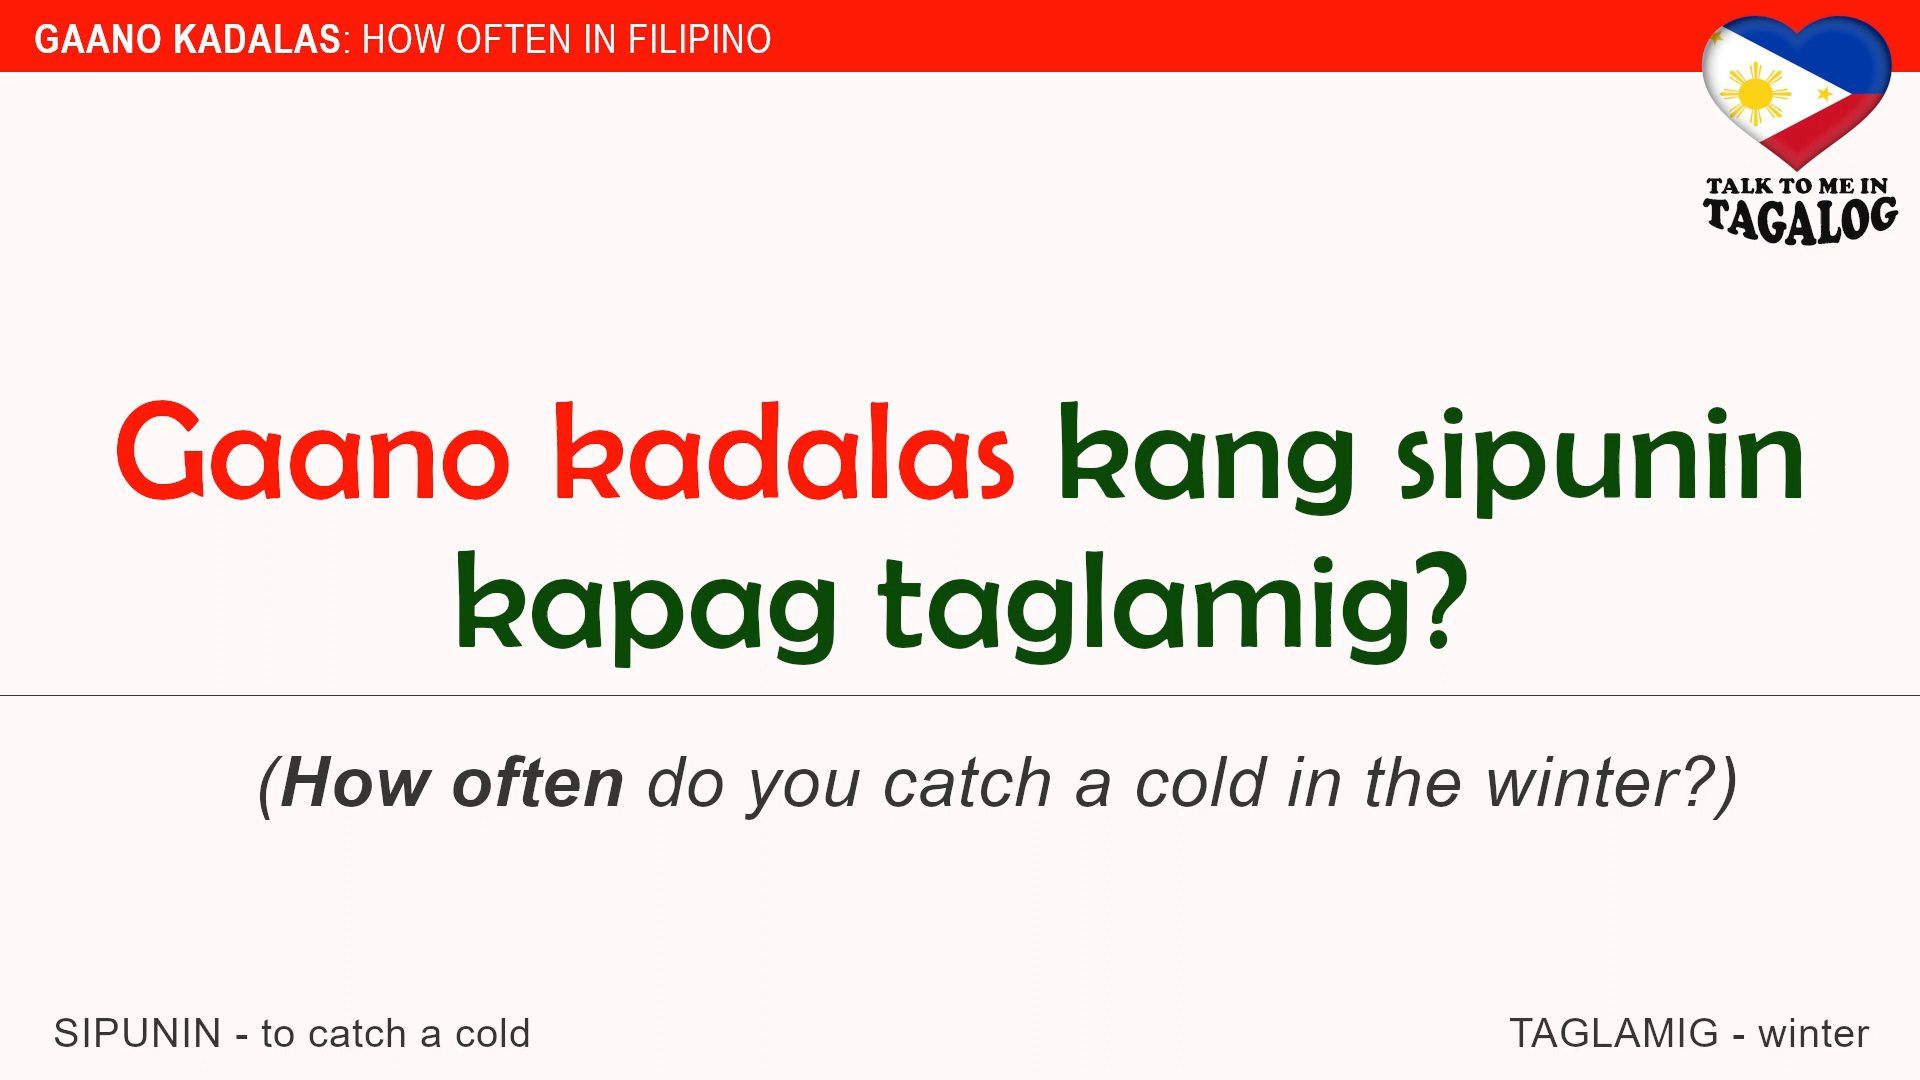 GAANO KADALAS: HOW OFTEN IN FILIPINO
TALK TO ME IN
TAGALOG
Gaano kadalas kang sipunin
kapag taglamig?
(How often do you catch a cold in the winter?)
SIPUNIN - to catch a cold
TAGLAMIG - winter